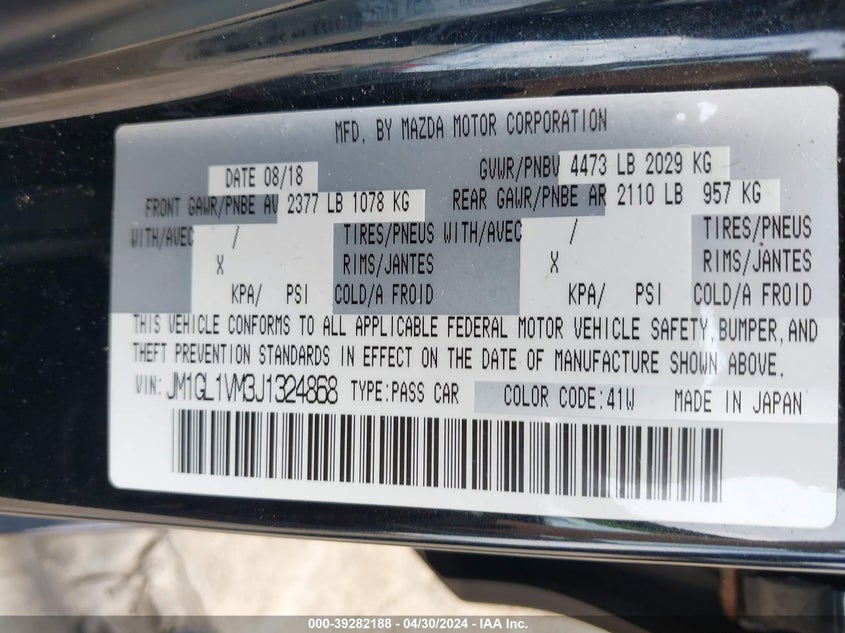 MFD. BY MAZDA MOTOR CORPORATION
DATE 08/18 GVWR/PNBV 4473 LB 2029 KG
FRONT GAWR/PNBE AV 2377 LB 1078 KG REAR GAWR/PNBE AR 2110 LB 957 KG
WITH/AVEC / TIRES/PNEUS WITH/AVEC / TIRES/PNEUS
X RIMS/JANTES X RIMS/JANTES
KPA/ PSI COLD/A FROID KPA/ PSI COLD/A FROID
THIS VEHICLE CONFORMS TO ALL APPLICABLE FEDERAL MOTOR VEHICLE SAFETY,BUMPER,AND
THEFT PREVENTION STANDARDS IN EFFECT ON THE DATE OF MANUFACTURE SHOWN ABOVE.
VIN: JM1GL1VM3J1324868 TYPE:PASS CAR COLOR CODE:41W MADE IN JAPAN
000-39282188 - 04/30/2024 - IAA Inc.